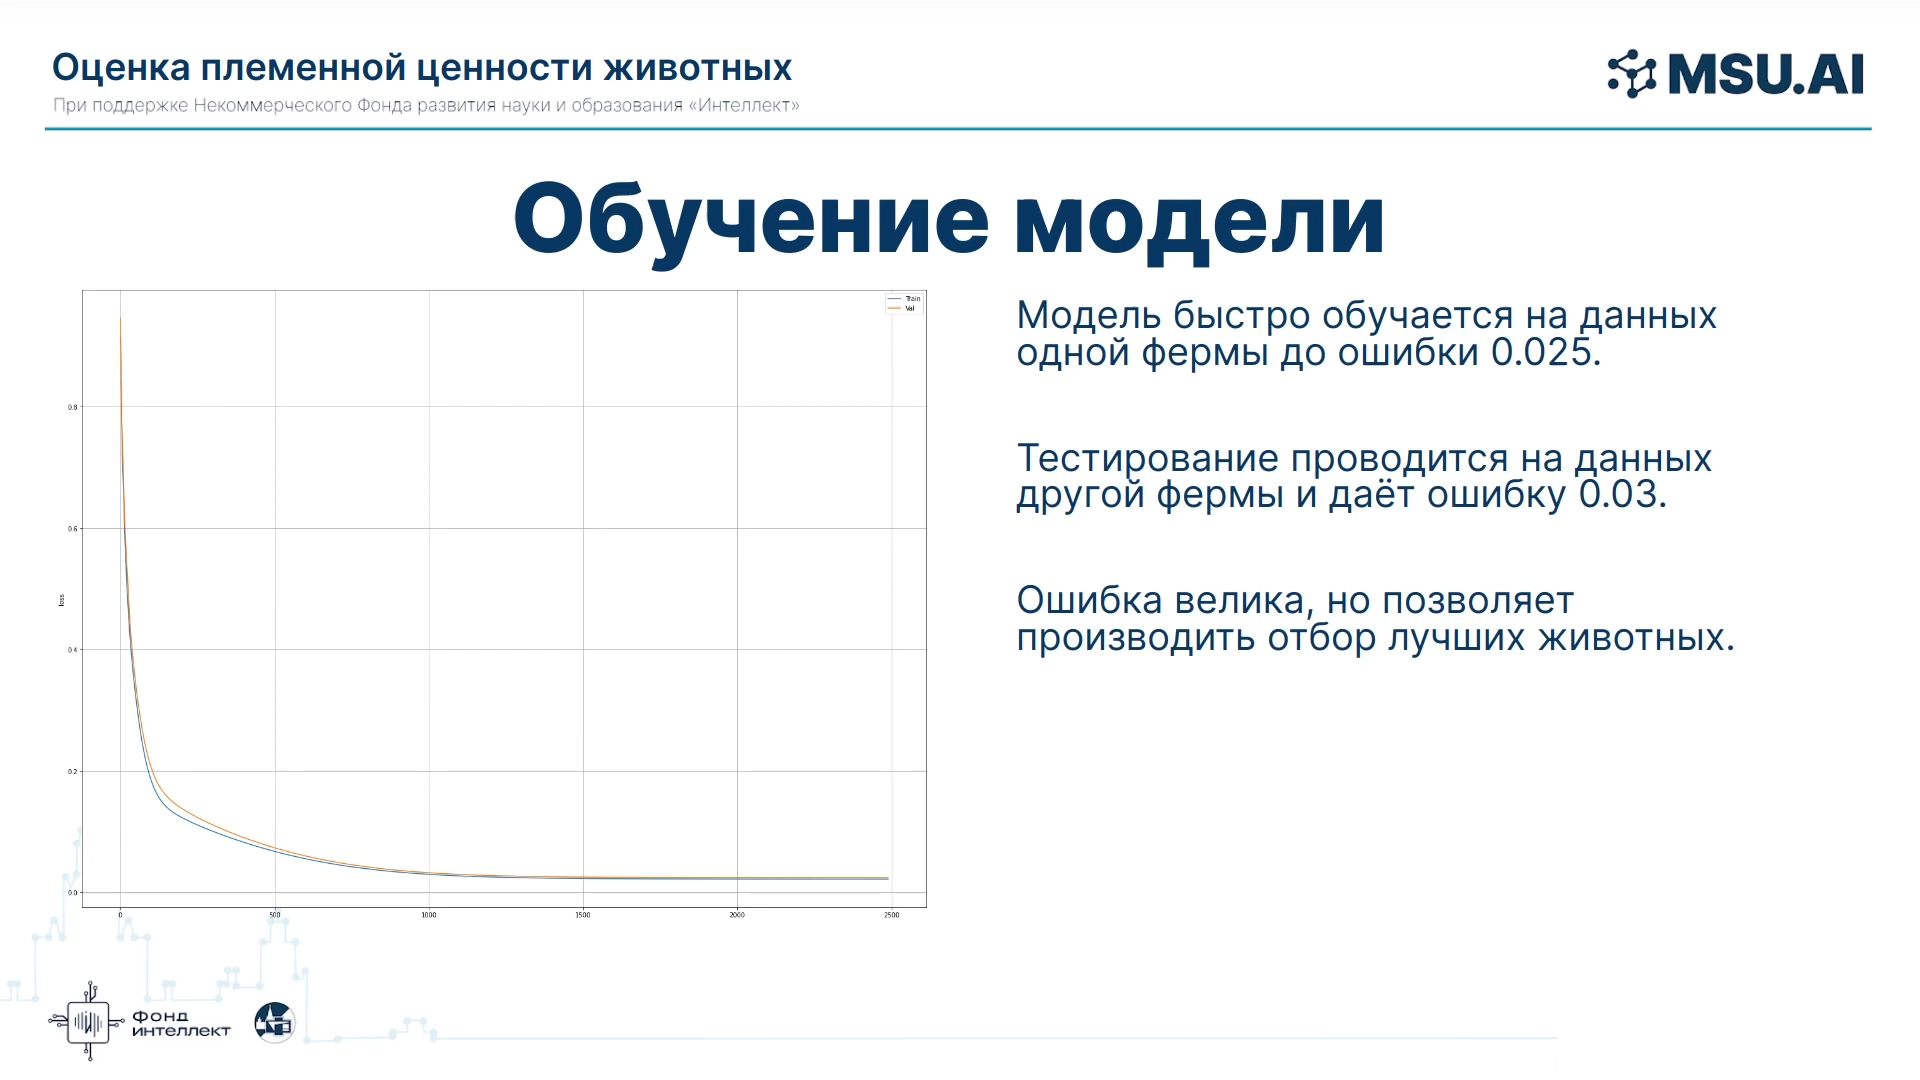 Оценка племенной ценности животных
При поддержке Некоммерческого Фонда развития науки и образования «Интеллект»
MSU.AI
Обучение модели
Train
Val
0.8
0.6
loss
0.4
0.2
0.0
0 500 1000 1500 2000 2500
Модель быстро обучается на данных
одной фермы до ошибки 0.025.
Тестирование проводится на данных
другой фермы и даёт ошибку 0.03.
Ошибка велика, но позволяет
производить отбор лучших животных.
ФОНД
ИНТЕЛЛЕКТ